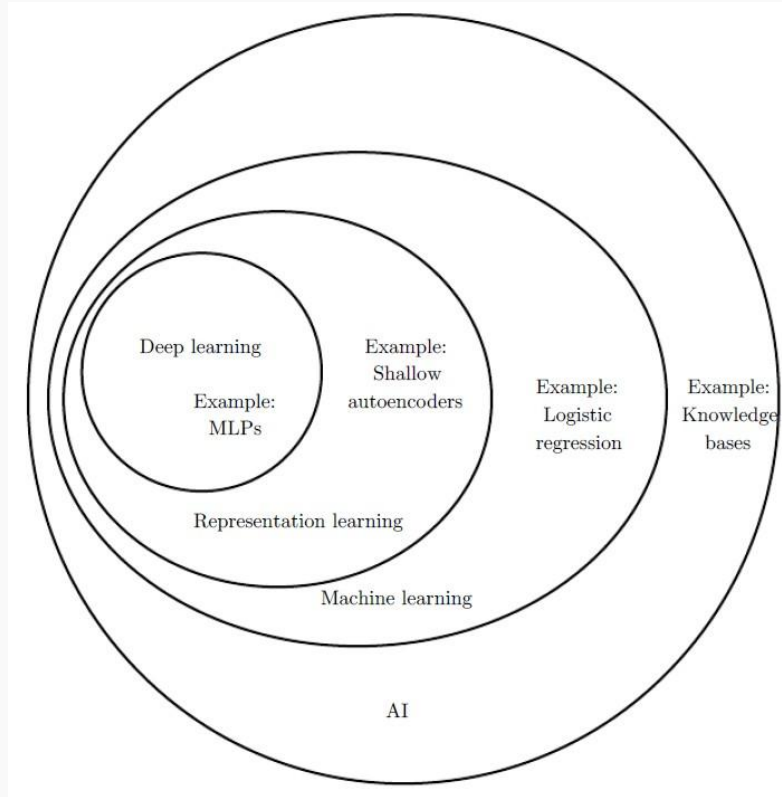 Deep learning
Example:
MLPs
Example:
Shallow
autoencoders
Example:
Logistic
regression
Example:
Knowledge
bases
Representation learning
Machine learning
AI